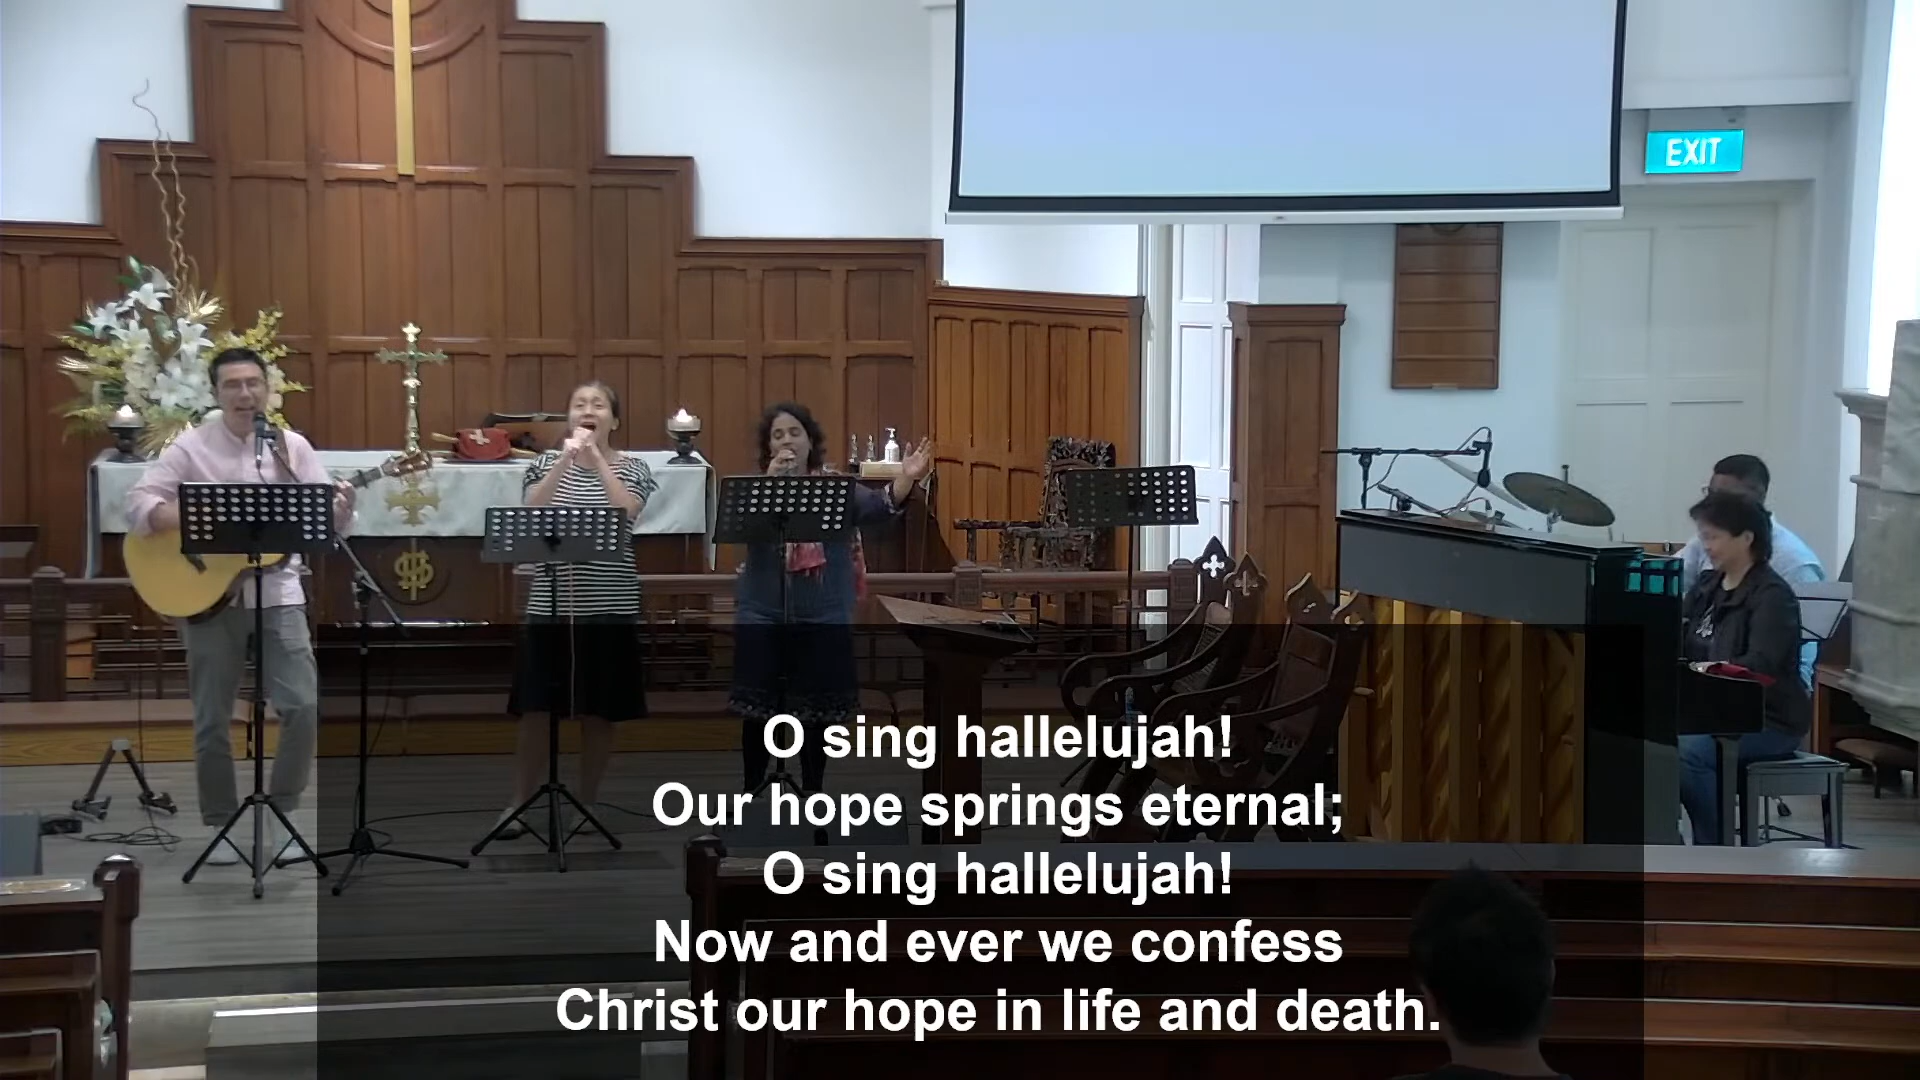 EXIT
O sing hallelujah!
Our hope springs eternal;
O sing hallelujah!
Now and ever we confess
Christ our hope in life and death.